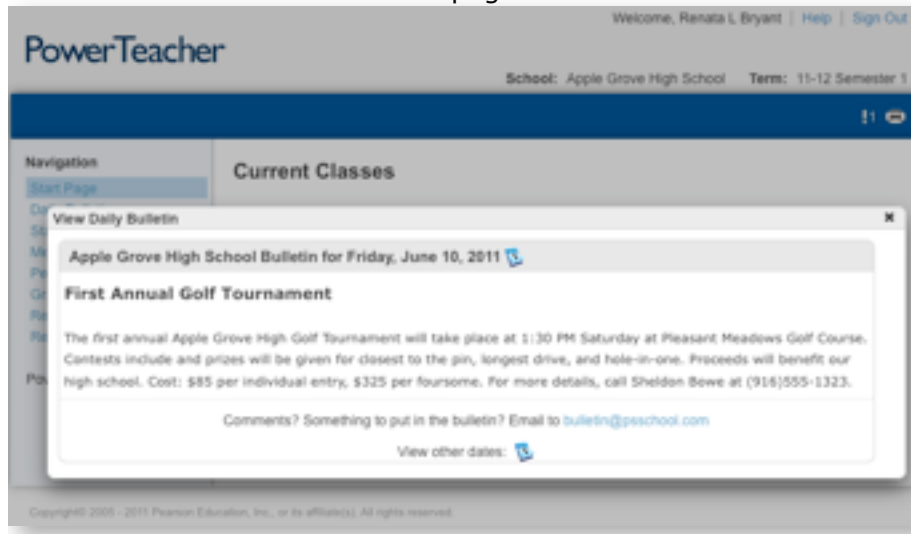 Welcome, Renata L Bryant | Help | Sign Out
PowerTeacher
School: Apple Grove High School Term: 11-12 Semester 1
Navigation
Current Classes
Start Page
View Daily Bulletin
Apple Grove High School Bulletin for Friday, June 10, 2011
First Annual Golf Tournament
The first annual Apple Grove High Golf Tournament will take place at 1:30 PM Saturday at Pleasant Meadows Golf Course.
Contests include and prizes will be given for closest to the pin, longest drive, and hole-in-one. Proceeds will benefit our
high school. Cost: $85 per individual entry, $325 per foursome. For more details, call Sheldon Bowe at (916)555-1323.
Comments? Something to put in the bulletin? Email to bulletin@psschool.com
View other dates:
Copyright© 2005 - 2011 Pearson Education, Inc., or its affiliate(s). All rights reserved.